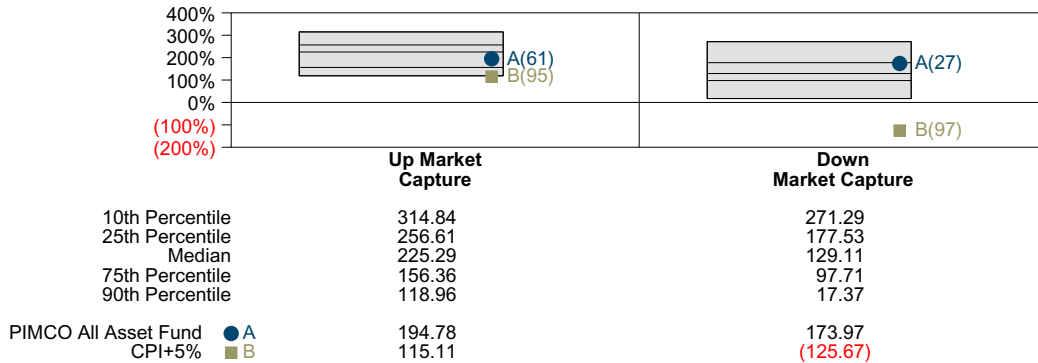 400%
300%
200%
100%
0%
(100%)
(200%)
A(61)
B(95)
A(27)
B(97)
Up Market
Capture
Down
Market Capture
10th Percentile 314.84 271.29
25th Percentile 256.61 177.53
Median 225.29 129.11
75th Percentile 156.36 97.71
90th Percentile 118.96 17.37
PIMCO All Asset Fund A 194.78 173.97
CPI+5% B 115.11 (125.67)